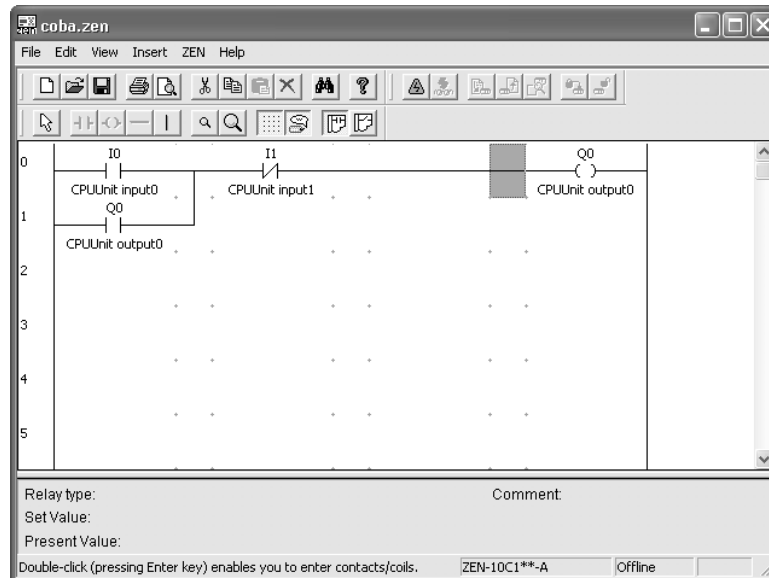 coba.zen
File Edit View Insert ZEN Help
0
I0
I1
Q0
CPUUnit input0
CPUUnit input1
CPUUnit output0
Q0
1
CPUUnit output0
2
3
4
5
Relay type:
Comment:
Set Value:
Present Value:
Double-click (pressing Enter key) enables you to enter contacts/coils.
ZEN-10C1**-A
Offline